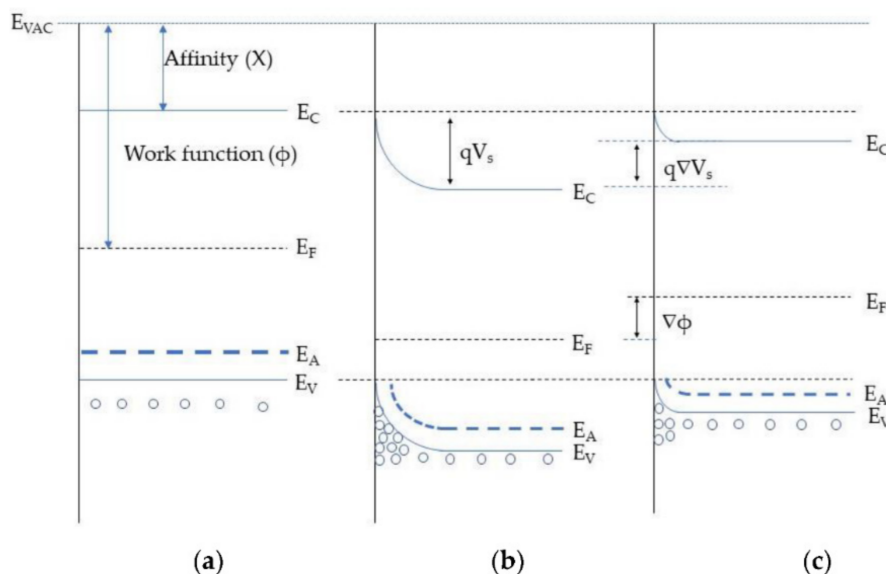 E_VAC
Affinity (X)
E_C
Work function (ϕ)
E_F
E_A
E_V
(a)
qV_s
E_C
E_F
E_A
E_V
(b)
E_C
q∇V_s
E_F
∇ϕ
E_A
E_V
(c)